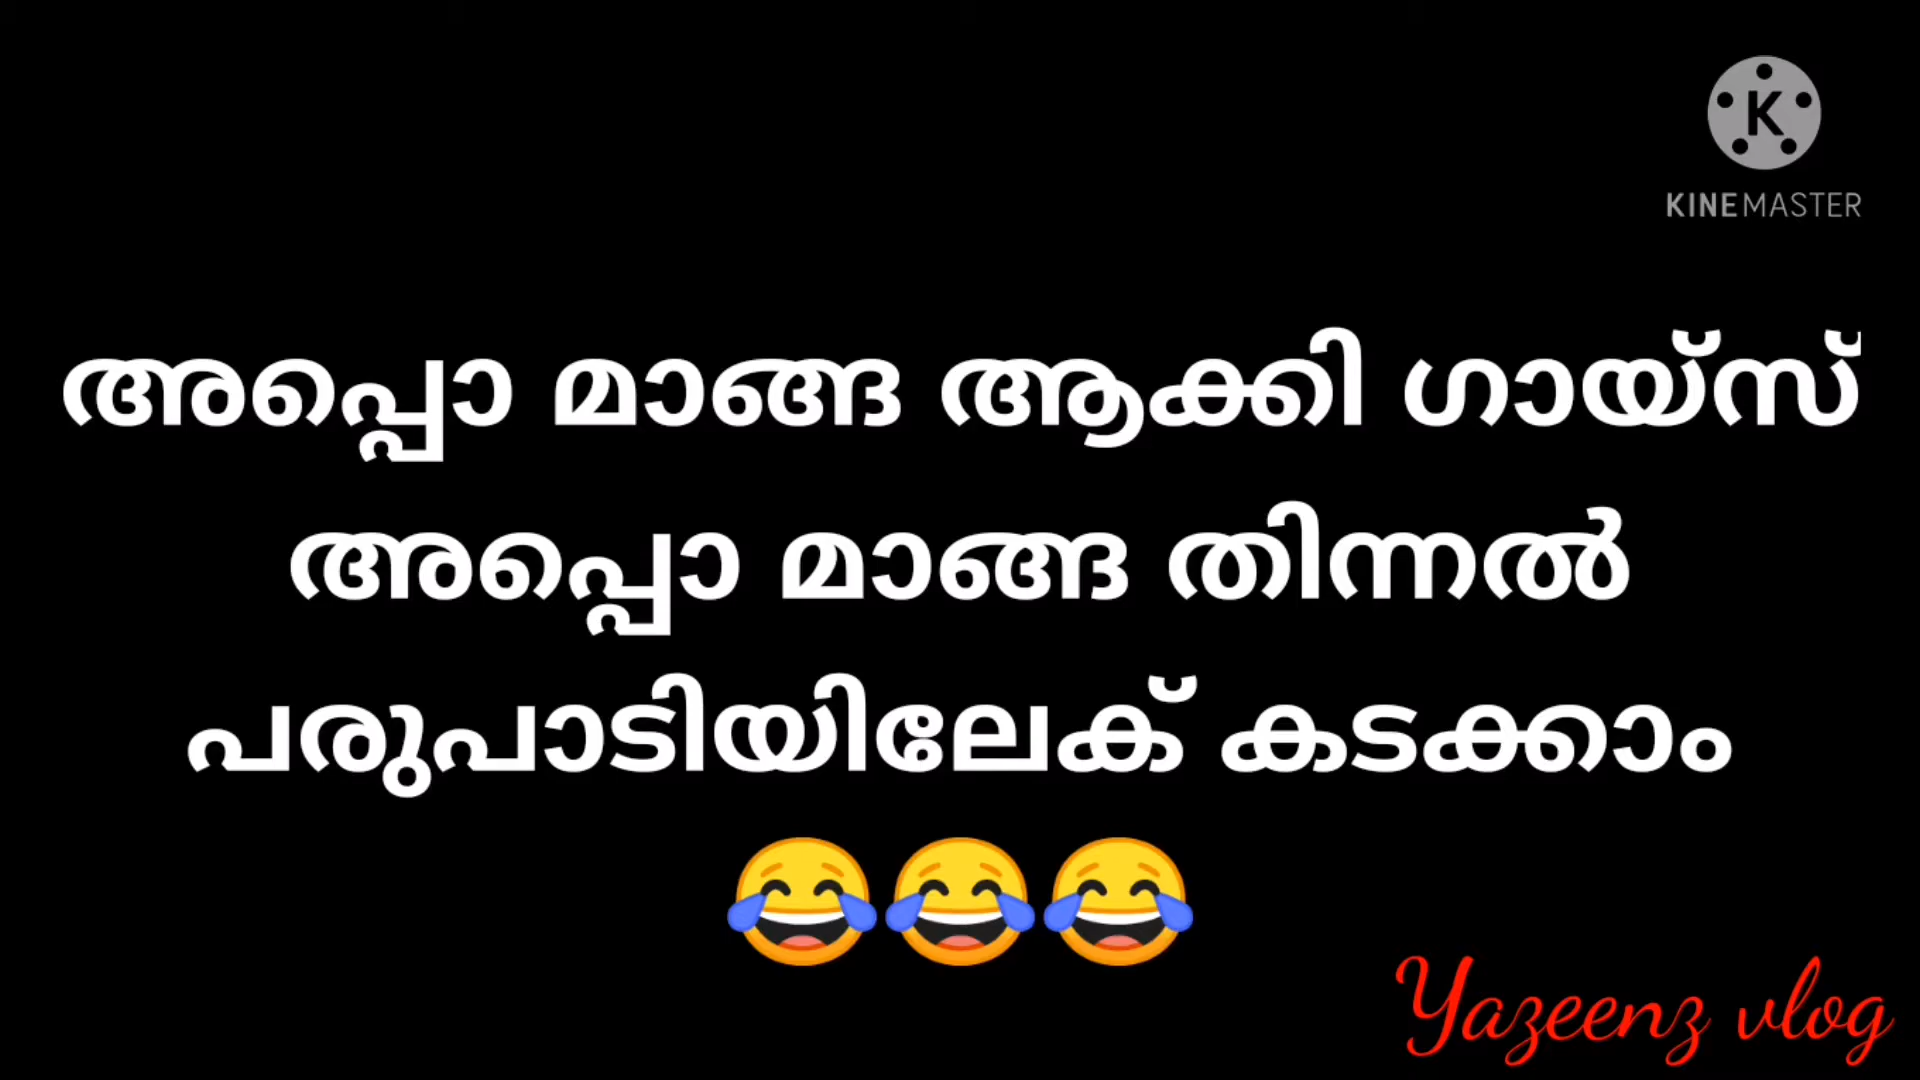 K
KINEMASTER
അപ്പൊ മാങ്ങ ആക്കി ഗായ്സ്
അപ്പൊ മാങ്ങ തിന്നൽ
പരുപാടിയിലേക് കടക്കാം
😂😂😂
Yazeenz vlog